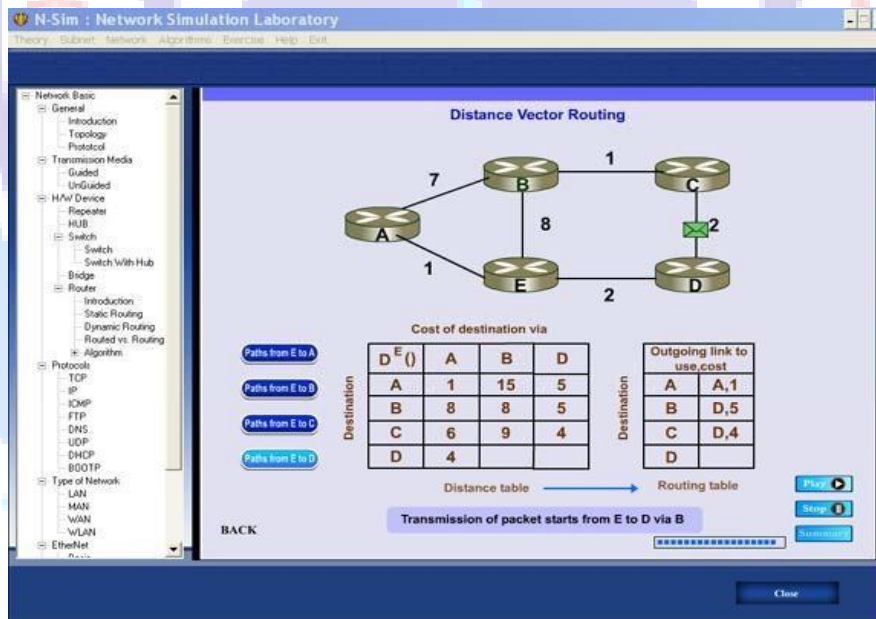 N-Sim : Network Simulation Laboratory
Theory Subnet Network Algorithms Exercise Help Exit
Network Basic
General
Introduction
Topology
Prototcol
Transmission Media
Guided
UnGuided
H/W Device
Repeater
HUB
Switch
Switch
Switch With Hub
Bridge
Router
Introduction
Static Routing
Dynamic Routing
Routed vs. Routing
Algorithm
Protocols
TCP
IP
ICMP
FTP
DNS
UDP
DHCP
BOOTP
Type of Network
LAN
MAN
WAN
WLAN
EtherNet
Distance Vector Routing
B 1 C
7
A 8 2
1
E 2 D
Cost of destination via
Paths from E to A
Paths from E to B
Paths from E to C
Paths from E to D
Destination
D E () A B D
A 1 15 5
B 8 8 5
C 6 9 4
D 4
Distance table
Destination
Outgoing link to
use,cost
A A,1
B D,5
C D,4
D
Routing table
Play
Stop
Summary
Transmission of packet starts from E to D via B
BACK
Close